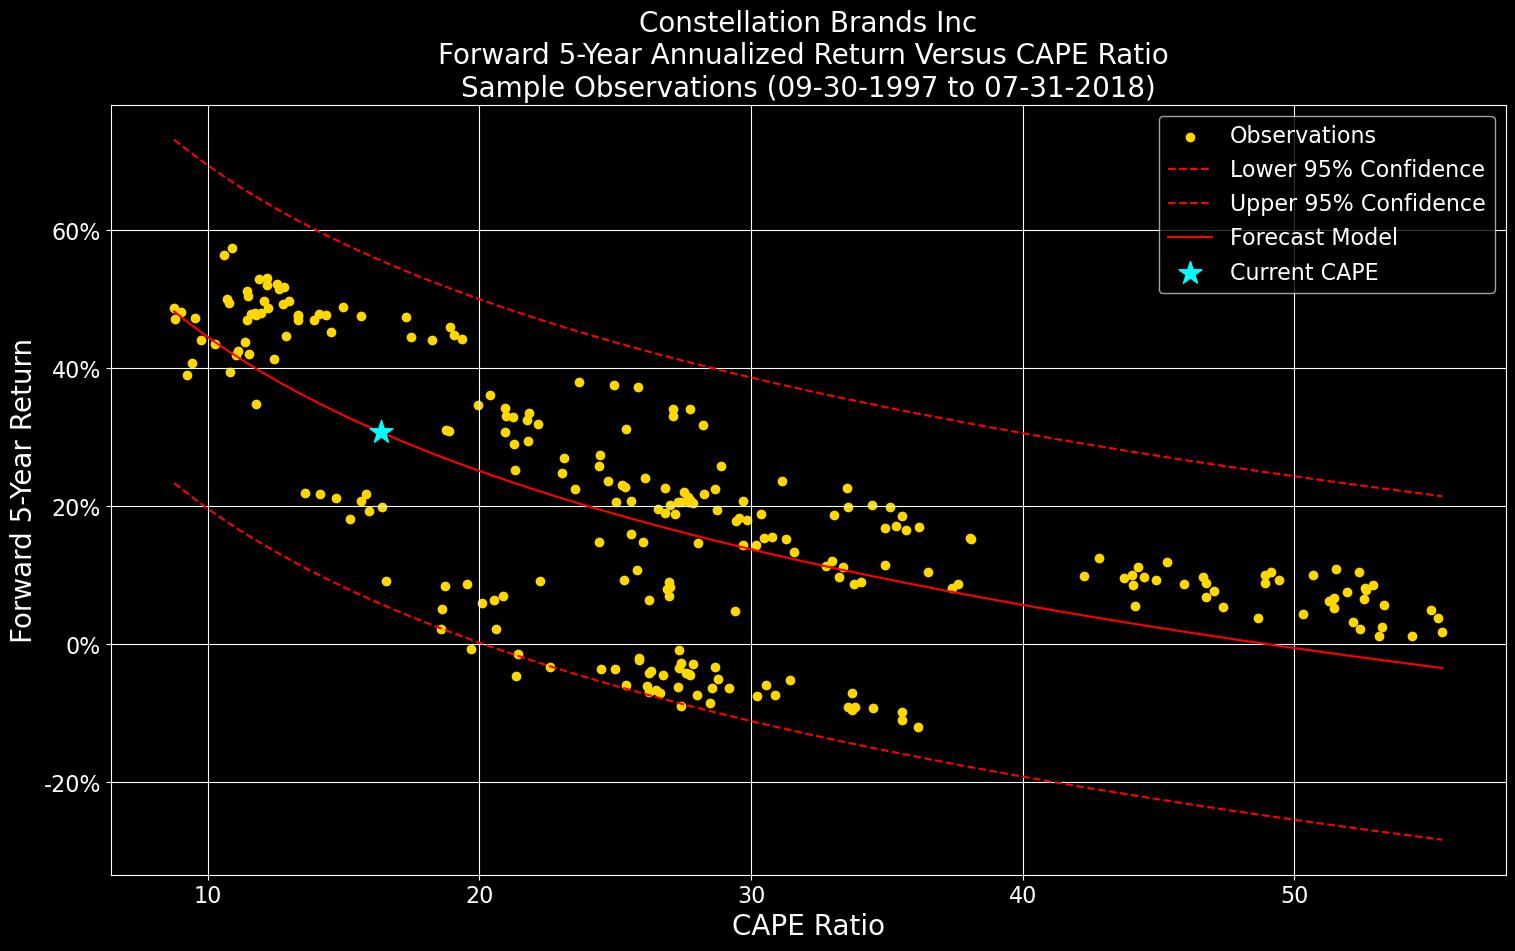 Constellation Brands Inc
Forward 5-Year Annualized Return Versus CAPE Ratio
Sample Observations (09-30-1997 to 07-31-2018)
Observations
Lower 95% Confidence
Upper 95% Confidence
Forecast Model
Current CAPE
Forward 5-Year Return
60%
40%
20%
0%
-20%
10 20 30 40 50
CAPE Ratio